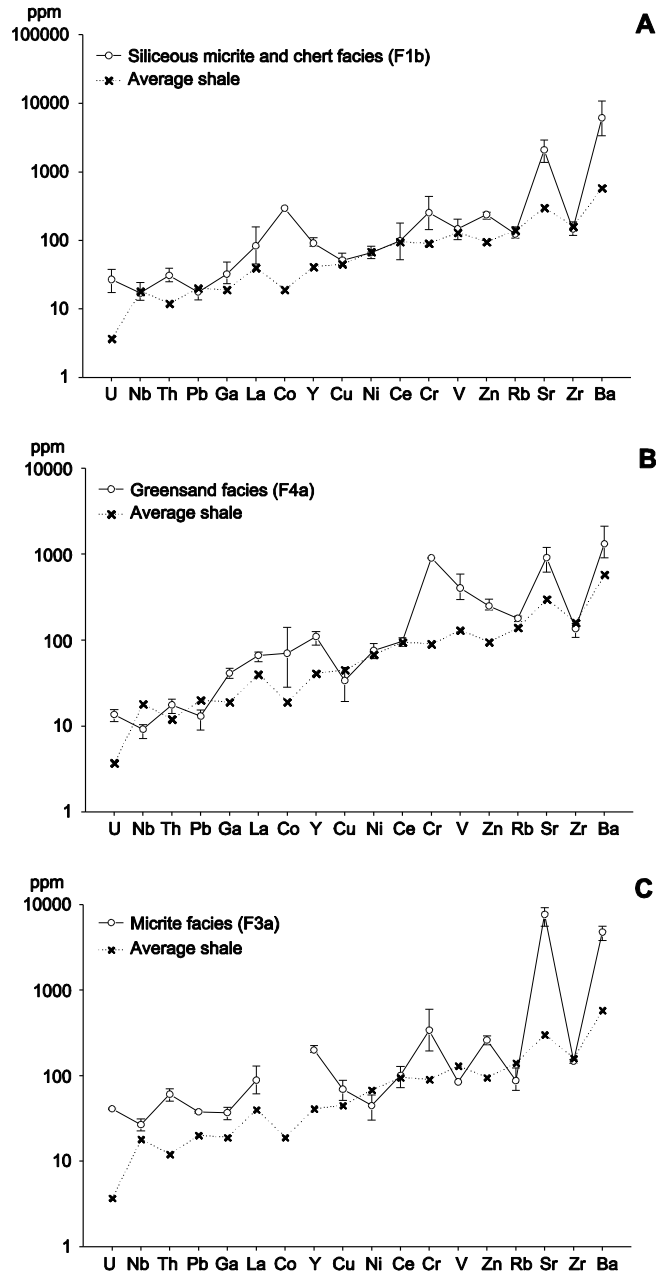 ppm
A
100000
Siliceous micrite and chert facies (F1b)
Average shale
10000
1000
100
10
1
U Nb Th Pb Ga La Co Y Cu Ni Ce Cr V Zn Rb Sr Zr Ba
ppm
B
10000
Greensand facies (F4a)
Average shale
1000
100
10
1
U Nb Th Pb Ga La Co Y Cu Ni Ce Cr V Zn Rb Sr Zr Ba
ppm
C
10000
Micrite facies (F3a)
Average shale
1000
100
10
1
U Nb Th Pb Ga La Co Y Cu Ni Ce Cr V Zn Rb Sr Zr Ba